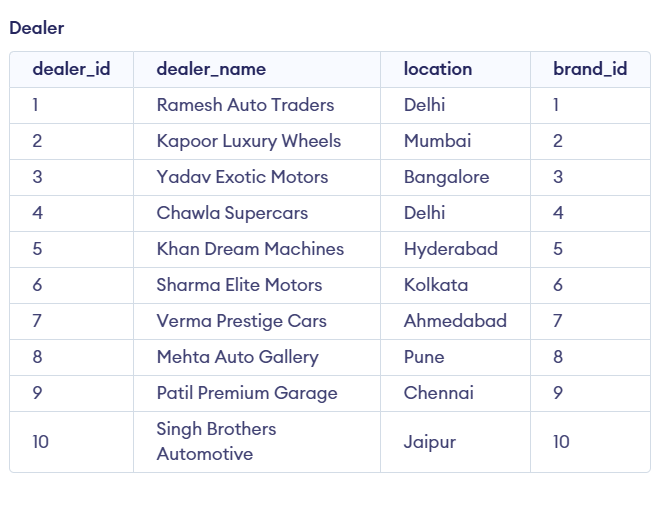 Dealer
dealer_id dealer_name location brand_id
1 Ramesh Auto Traders Delhi 1
2 Kapoor Luxury Wheels Mumbai 2
3 Yadav Exotic Motors Bangalore 3
4 Chawla Supercars Delhi 4
5 Khan Dream Machines Hyderabad 5
6 Sharma Elite Motors Kolkata 6
7 Verma Prestige Cars Ahmedabad 7
8 Mehta Auto Gallery Pune 8
9 Patil Premium Garage Chennai 9
10 Singh Brothers Automotive Jaipur 10